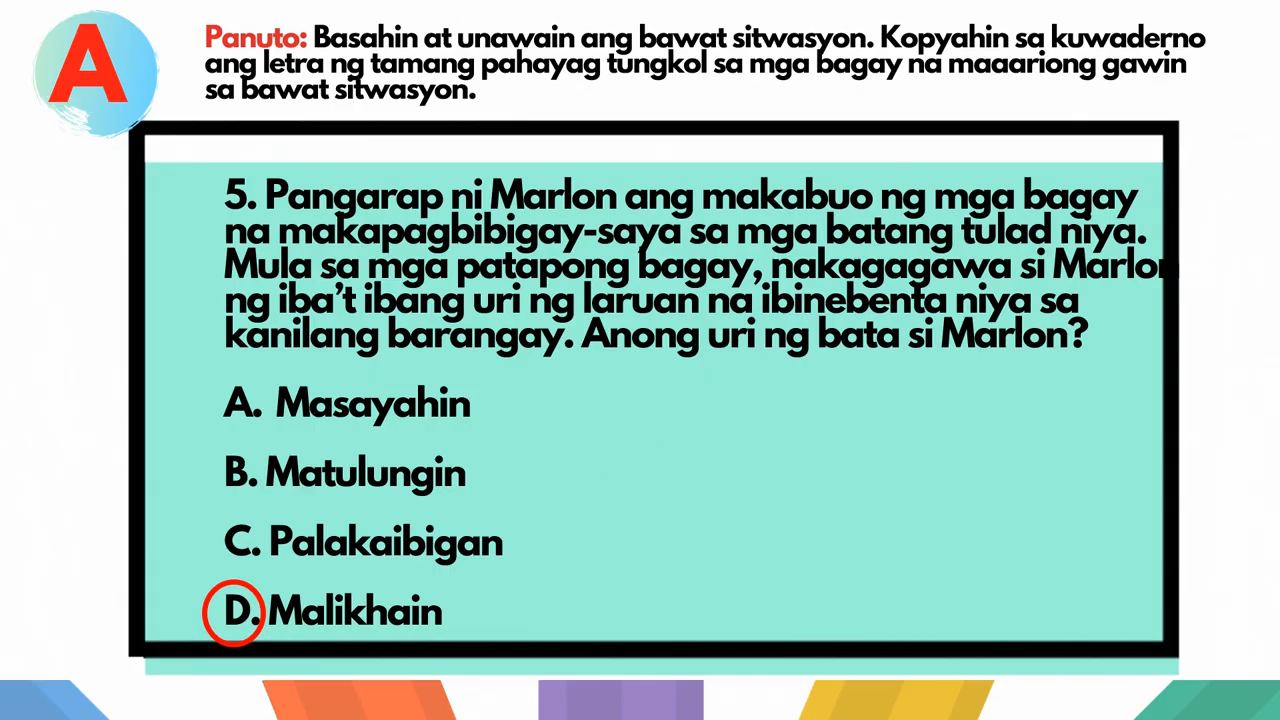 A
Panuto: Basahin at unawain ang bawat sitwasyon. Kopyahin sa kuwaderno
ang letra ng tamang pahayag tungkol sa mga bagay na maaariong gawin
sa bawat sitwasyon.
5. Pangarap ni Marlon ang makabuo ng mga bagay
na makapagbibigay-saya sa mga batang tulad niya.
Mula sa mga patapong bagay, nakagagawa si Marlon
ng iba't ibang uri ng laruan na ibinebenta niya sa
kanilang barangay. Anong uri ng bata si Marlon?
A. Masayahin
B. Matulungin
C. Palakaibigan
D. Malikhain